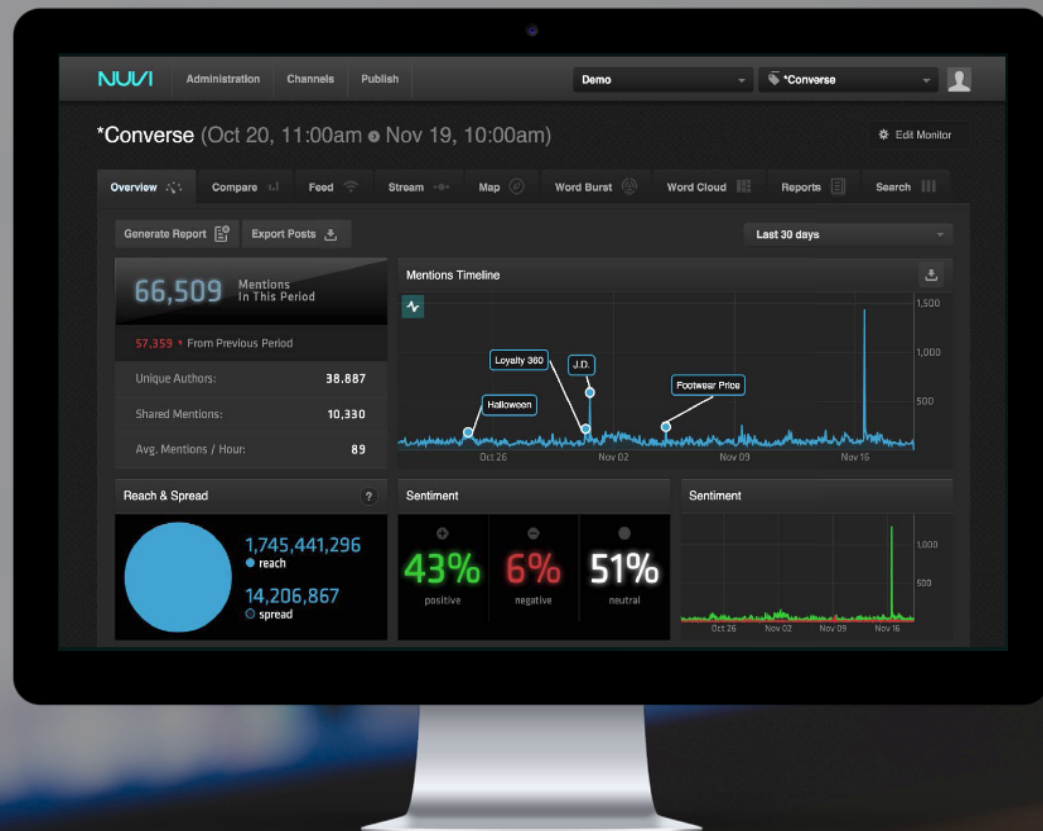 NUVI Administration Channels Publish Demo *Converse
*Converse (Oct 20, 11:00am Nov 19, 10:00am) Edit Monitor
Overview Compare Feed Stream Map Word Burst Word Cloud Reports Search
Generate Report Export Posts Last 30 days
66,509 Mentions In This Period
57,359 From Previous Period
Unique Authors: 38.887
Shared Mentions: 10,330
Avg. Mentions / Hour: 89
Mentions Timeline
1,500
1,000
500
Loyalty 360
J.D.
Footwear Price
Halloween
Oct 26 Nov 02 Nov 09 Nov 16
Reach & Spread ?
1,745,441,296
reach
14,206,867
spread
Sentiment
43% 6% 51%
positive negative neutral
Sentiment
1,000
500
Oct 26 Nov 02 Nov 09 Nov 16